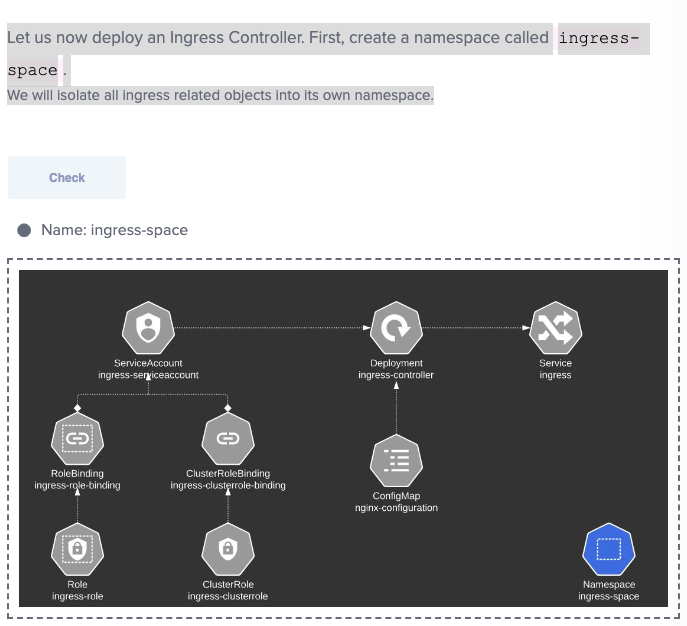 Let us now deploy an Ingress Controller. First, create a namespace called ingress-
space.
We will isolate all ingress related objects into its own namespace.
Check
Name: ingress-space
ServiceAccount
ingress-serviceaccount
Deployment
ingress-controller
Service
ingress
RoleBinding
ingress-role-binding
ClusterRoleBinding
ingress-clusterrole-binding
ConfigMap
nginx-configuration
Role
ingress-role
ClusterRole
ingress-clusterrole
Namespace
ingress-space